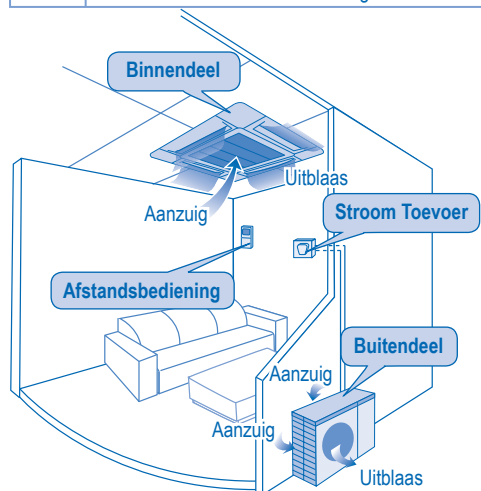 Binnendeel
Uitblaas
Aanzuig
Stroom Toevoer
Afstandsbediening
Buitendeel
Aanzuig
Aanzuig
Uitblaas